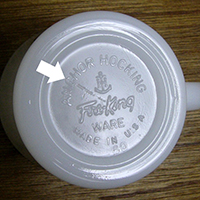 ANCHOR HOCKING
Fire-King
WARE
MADE IN U.S.A.